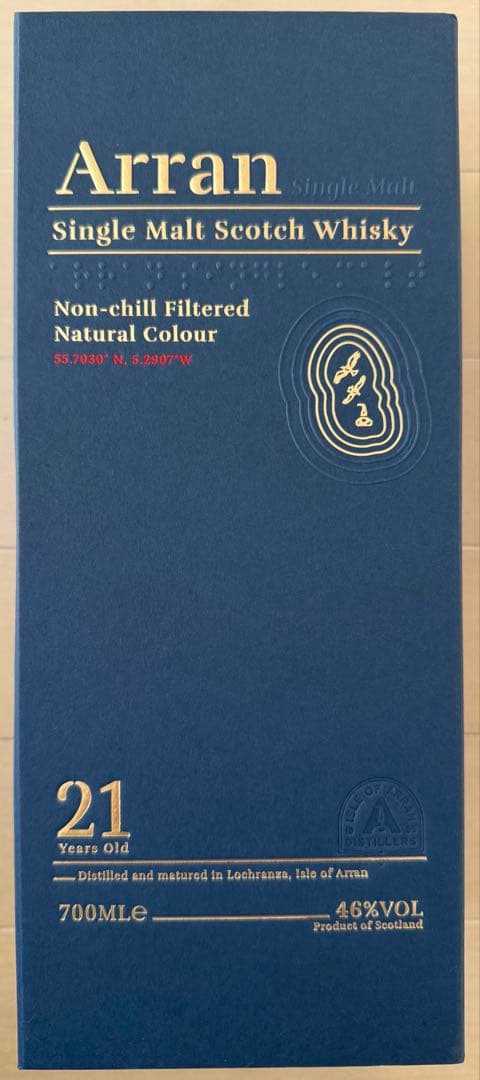 Arran Single Malt
Single Malt Scotch Whisky
Non-chill Filtered
Natural Colour
55.7030° N, 5.2907°W
21
Years Old
ISLE OF ARRAN
A
DISTILLERS
Distilled and matured in Lochranza, Isle of Arran
700MLe
46%VOL
Product of Scotland